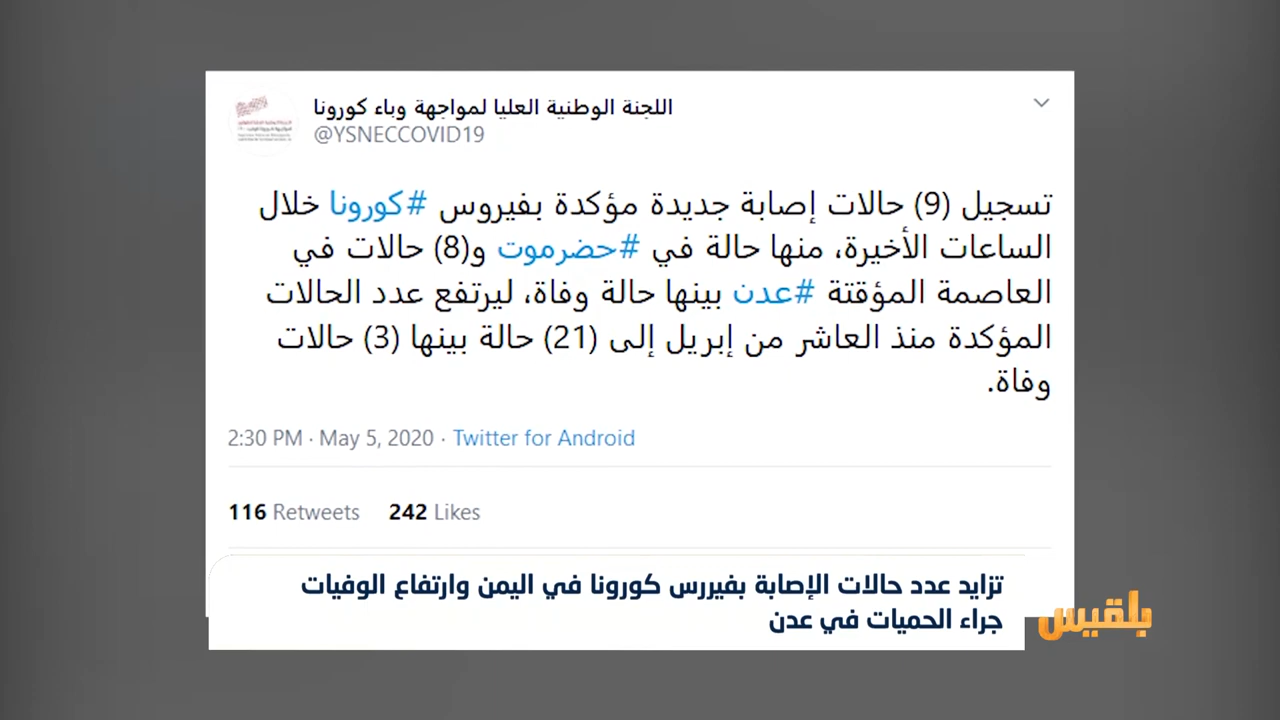 اللجنة الوطنية العليا لمواجهة وباء كورونا
@YSNECCOVID19
تسجيل (9) حالات إصابة جديدة مؤكدة بفيروس #كورونا خلال
الساعات الأخيرة، منها حالة في #حضرموت و(8) حالات في
العاصمة المؤقتة #عدن بينها حالة وفاة، ليرتفع عدد الحالات
المؤكدة منذ العاشر من إبريل إلى (21) حالة بينها (3) حالات
وفاة.
2:30 PM · May 5, 2020 · Twitter for Android
116 Retweets 242 Likes
تزايد عدد حالات الإصابة بفيررس كورونا في اليمن وارتفاع الوفيات
جراء الحميات في عدن
بلقيس